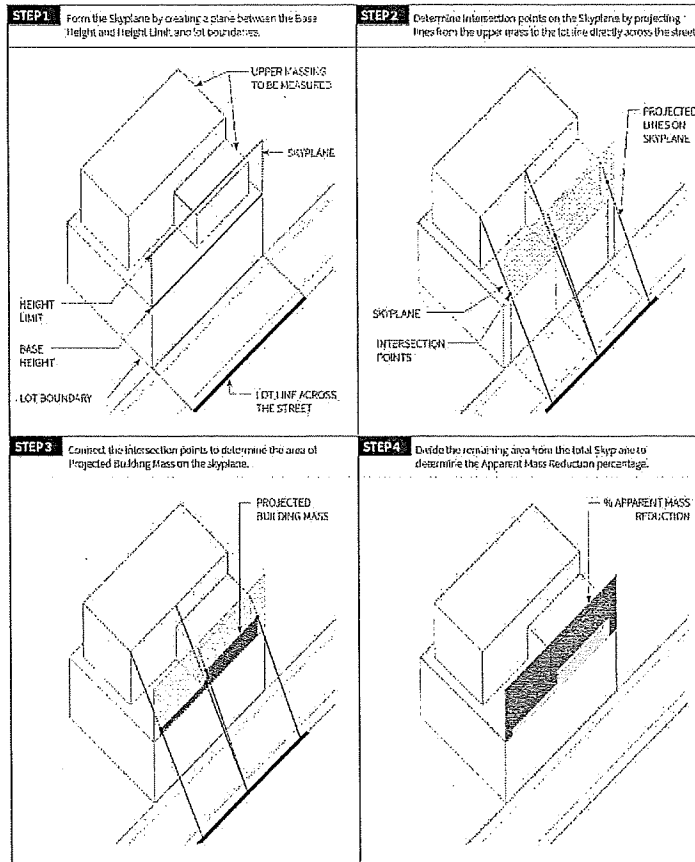 STEP 1 Form the Skyplane by creating a plane between the Base
Height and Height Limit and lot boundaries.
UPPER MASSING
TO BE MEASURED
SKYPLANE
HEIGHT
LIMIT
BASE
HEIGHT
LOT BOUNDARY
LOT LINE ACROSS
THE STREET
STEP 2 Determine intersection points on the Skyplane by projecting
lines from the upper mass to the lot line directly across the street
PROJECTED
LINES ON
SKYPLANE
SKYPLANE
INTERSECTION
POINTS
STEP 3 Connect the intersection points to determine the area of
Projected Building Mass on the skyplane.
PROJECTED
BUILDING MASS
STEP 4 Divide the remaining area from the total Skyplane to
determine the Apparent Mass Reduction percentage.
% APPARENT MASS
REDUCTION